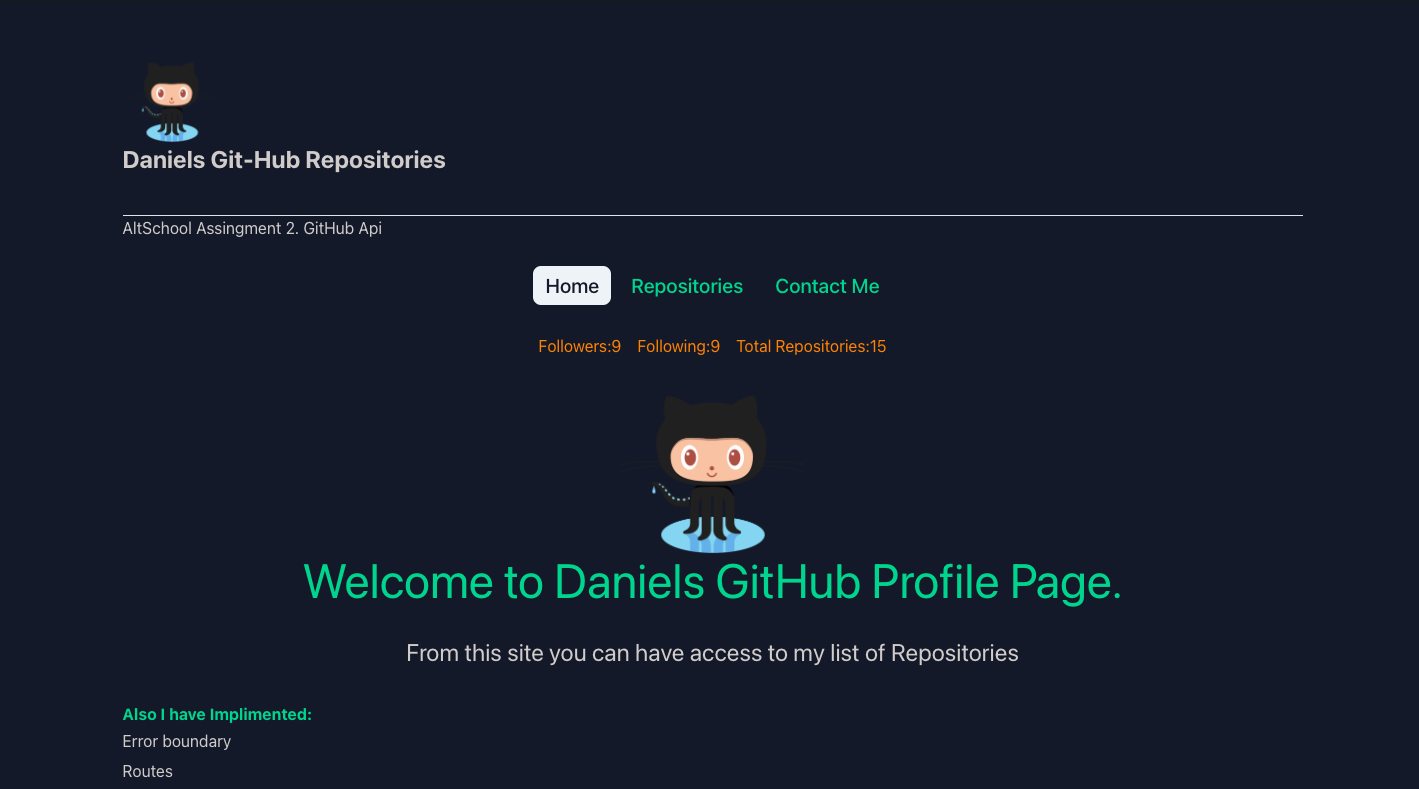 Daniels Git-Hub Repositories
AltSchool Assingment 2. GitHub Api
Home Repositories Contact Me
Followers:9 Following:9 Total Repositories:15
Welcome to Daniels GitHub Profile Page.
From this site you can have access to my list of Repositories
Also I have Implimented:
Error boundary
Routes